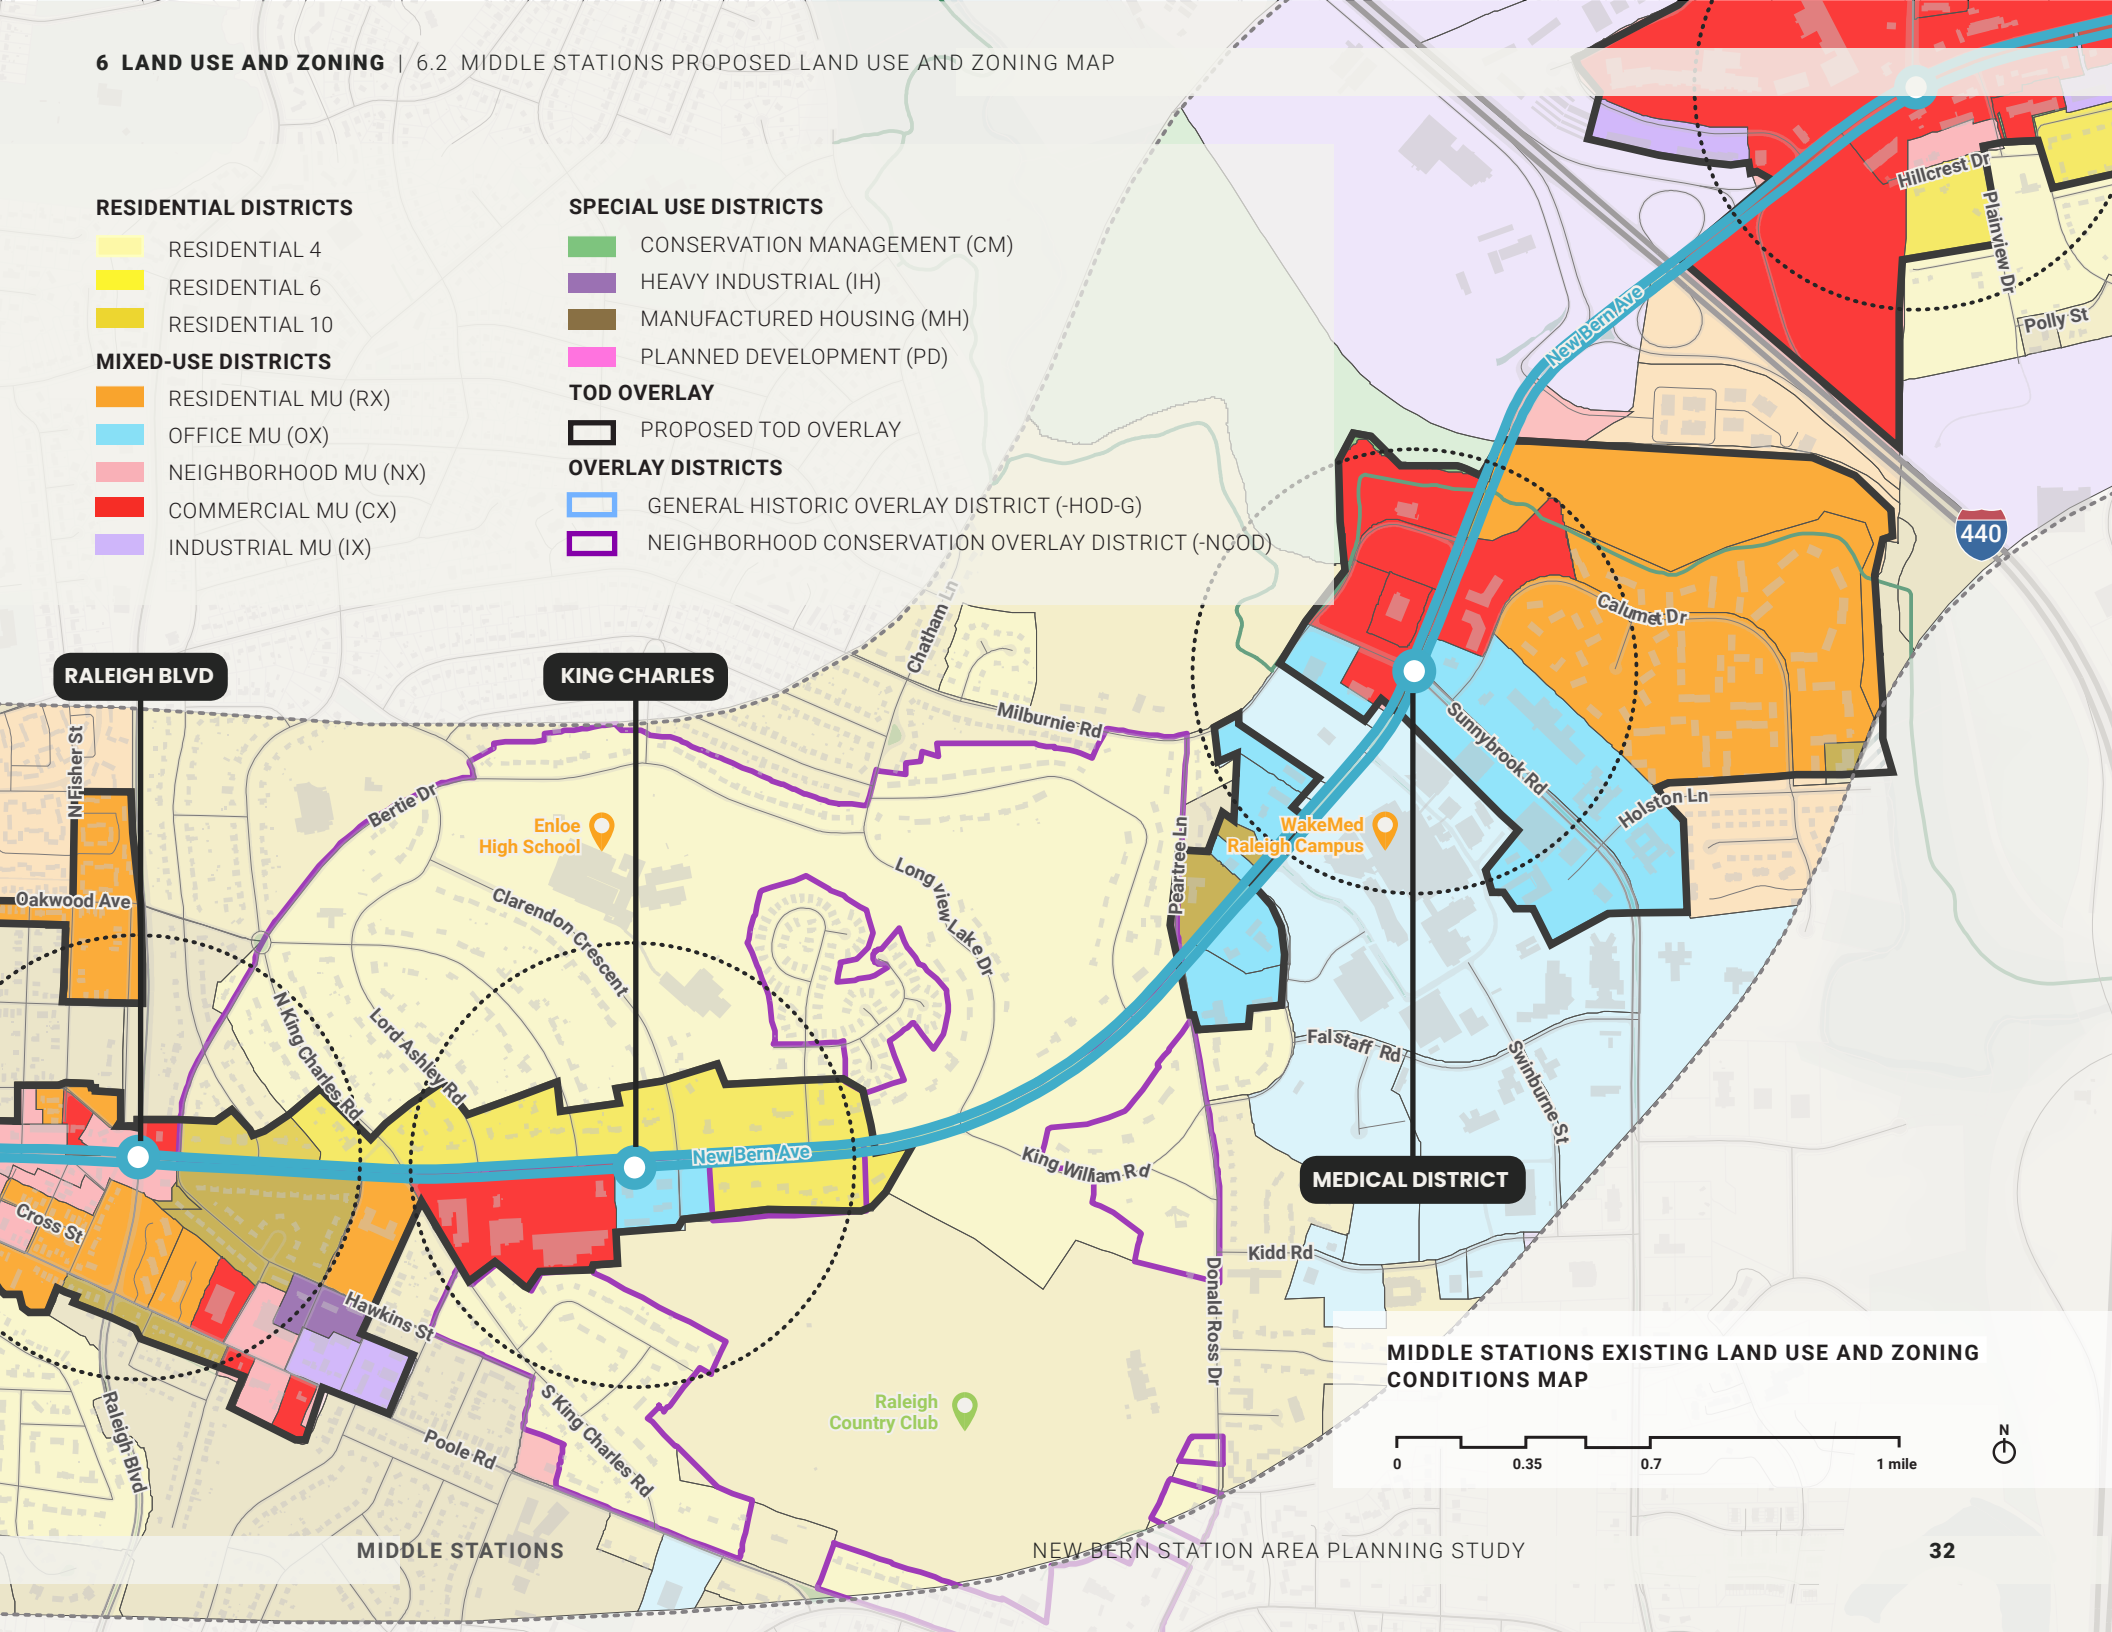 6 LAND USE AND ZONING | 6.2 MIDDLE STATIONS PROPOSED LAND USE AND ZONING MAP
RESIDENTIAL DISTRICTS
RESIDENTIAL 4
RESIDENTIAL 6
RESIDENTIAL 10
MIXED-USE DISTRICTS
RESIDENTIAL MU (RX)
OFFICE MU (OX)
NEIGHBORHOOD MU (NX)
COMMERCIAL MU (CX)
INDUSTRIAL MU (IX)
SPECIAL USE DISTRICTS
CONSERVATION MANAGEMENT (CM)
HEAVY INDUSTRIAL (IH)
MANUFACTURED HOUSING (MH)
PLANNED DEVELOPMENT (PD)
TOD OVERLAY
PROPOSED TOD OVERLAY
OVERLAY DISTRICTS
GENERAL HISTORIC OVERLAY DISTRICT (-HOD-G)
NEIGHBORHOOD CONSERVATION OVERLAY DISTRICT (-NCOD)
Hillcrest Dr
Plainview Dr
Polly St
New Bern Ave
440
Calumet Dr
Chatham Ln
RALEIGH BLVD
KING CHARLES
Milburnie Rd
Sunnybrook Rd
Holston Ln
N Fisher St
Bertie Dr
Enloe
High School
WakeMed
Raleigh Campus
Oakwood Ave
Clarendon Crescent
Long view Lake Dr
Peartree Ln
N King Charles Rd
Lord Ashley Rd
Falstaff Rd
Swinburne St
New Bern Ave
King William Rd
MEDICAL DISTRICT
Cross St
Kidd Rd
Donald Ross Dr
Hawkins St
Raleigh Blvd
Poole Rd
S King Charles Rd
Raleigh
Country Club
MIDDLE STATIONS EXISTING LAND USE AND ZONING
CONDITIONS MAP
N
0 0.35 0.7 1 mile
MIDDLE STATIONS
NEW BERN STATION AREA PLANNING STUDY
32